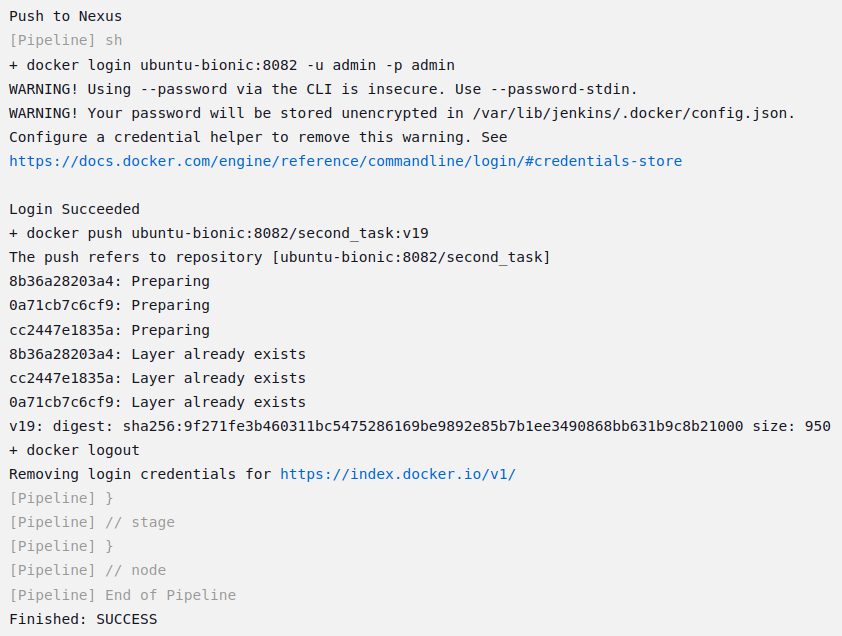 Push to Nexus
[Pipeline] sh
+ docker login ubuntu-bionic:8082 -u admin -p admin
WARNING! Using --password via the CLI is insecure. Use --password-stdin.
WARNING! Your password will be stored unencrypted in /var/lib/jenkins/.docker/config.json.
Configure a credential helper to remove this warning. See
https://docs.docker.com/engine/reference/commandline/login/#credentials-store

Login Succeeded
+ docker push ubuntu-bionic:8082/second_task:v19
The push refers to repository [ubuntu-bionic:8082/second_task]
8b36a28203a4: Preparing
0a71cb7c6cf9: Preparing
cc2447e1835a: Preparing
8b36a28203a4: Layer already exists
cc2447e1835a: Layer already exists
0a71cb7c6cf9: Layer already exists
v19: digest: sha256:9f271fe3b460311bc5475286169be9892e85b7b1ee3490868bb631b9c8b21000 size: 950
+ docker logout
Removing login credentials for https://index.docker.io/v1/
[Pipeline] }
[Pipeline] // stage
[Pipeline] }
[Pipeline] // node
[Pipeline] End of Pipeline
Finished: SUCCESS